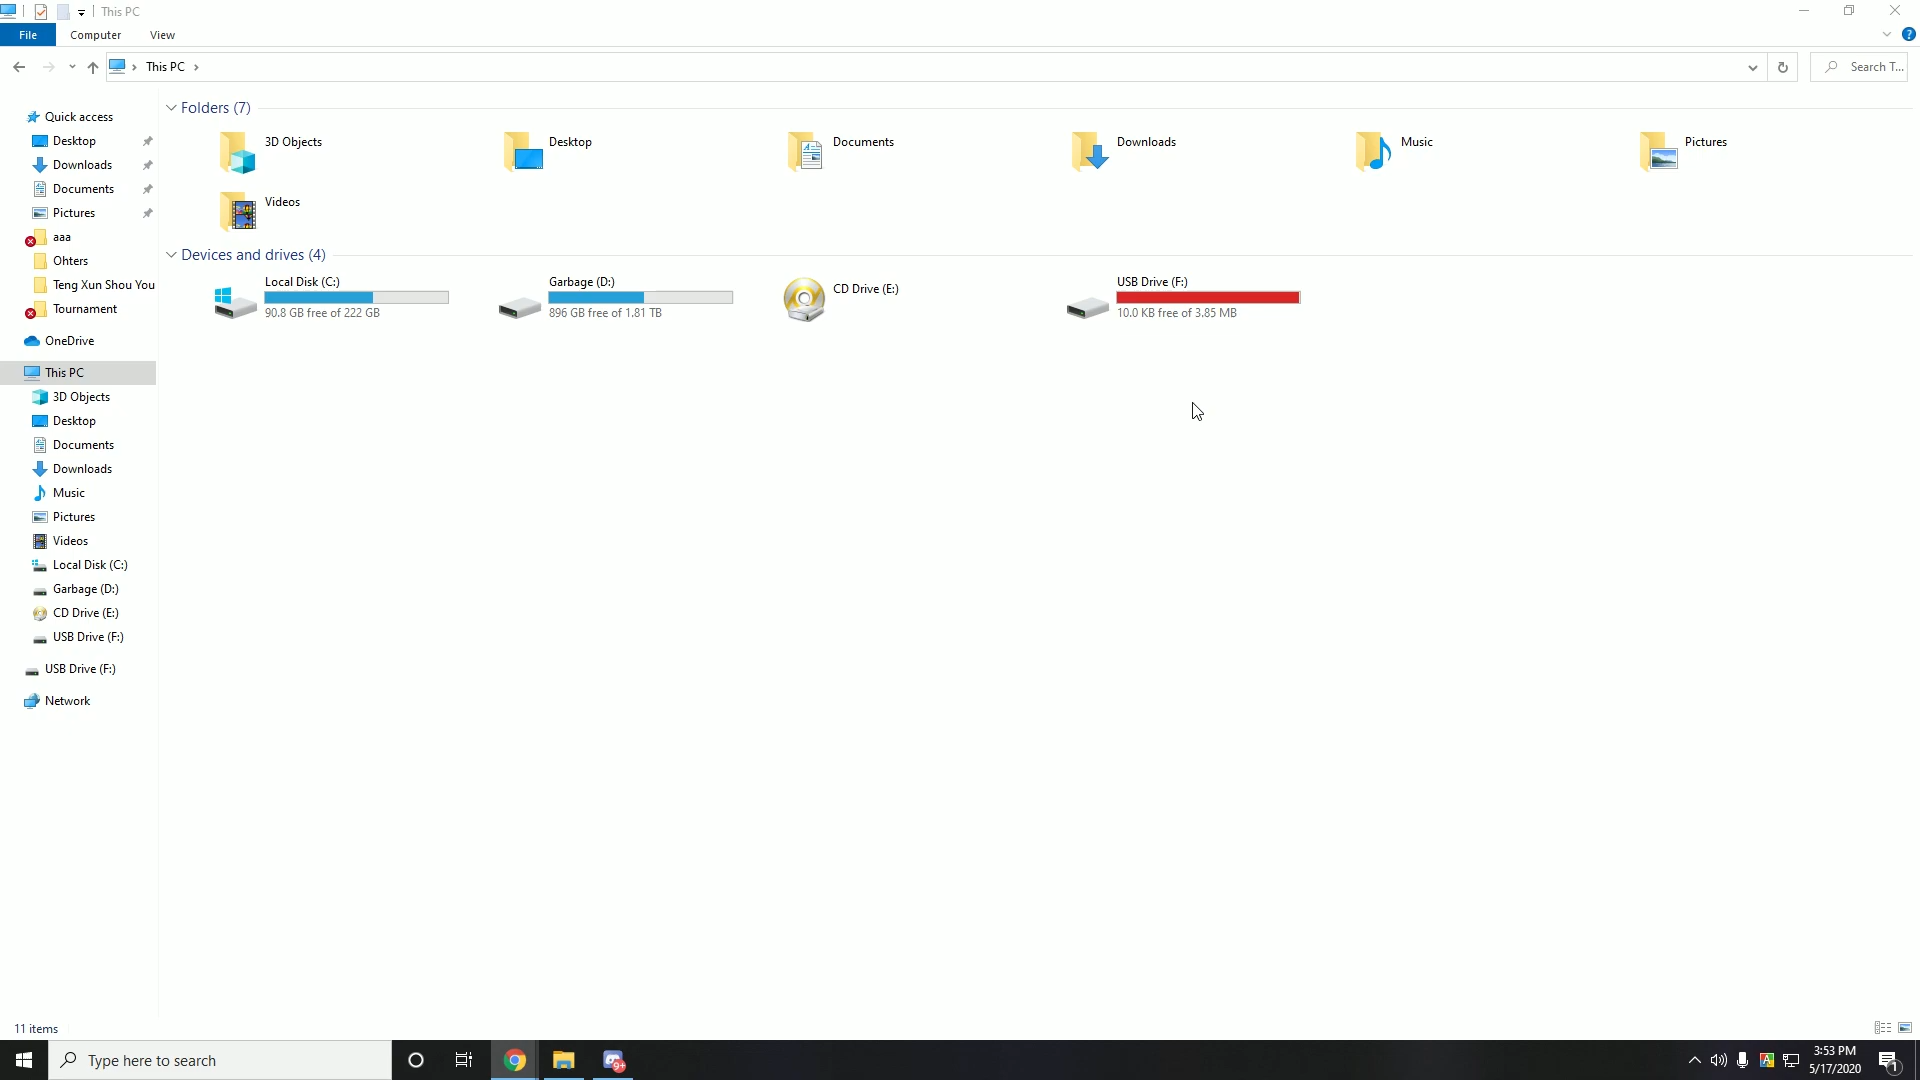 This PC
File Computer View
This PC
Search T...
Quick access
Desktop
Downloads
Documents
Pictures
aaa
Ohters
Teng Xun Shou You
Tournament
OneDrive
This PC
3D Objects
Desktop
Documents
Downloads
Music
Pictures
Videos
Local Disk (C:)
Garbage (D:)
CD Drive (E:)
USB Drive (F:)
USB Drive (F:)
Network
Folders (7)
3D Objects
Desktop
Documents
Downloads
Music
Pictures
Videos
Devices and drives (4)
Local Disk (C:)
90.8 GB free of 222 GB
Garbage (D:)
896 GB free of 1.81 TB
CD Drive (E:)
USB Drive (F:)
10.0 KB free of 3.85 MB
11 items
Type here to search
9+
A
3:53 PM
5/17/2020
1